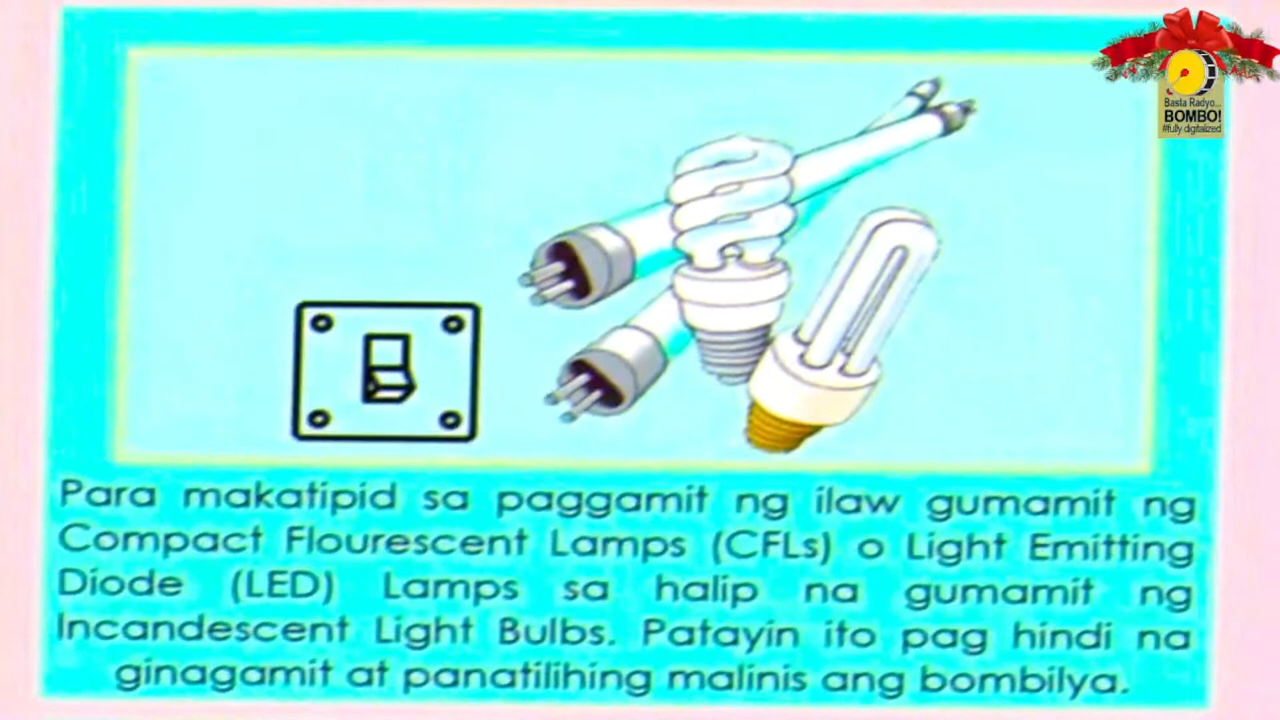 Basta Radyo...
BOMBO!
#fully digitalized
Para makatipid sa paggamit ng ilaw gumamit ng
Compact Flourescent Lamps (CFLs) o Light Emitting
Diode (LED) Lamps sa halip na gumamit ng
Incandescent Light Bulbs. Patayin ito pag hindi na
ginagamit at panatilihing malinis ang bombilya.